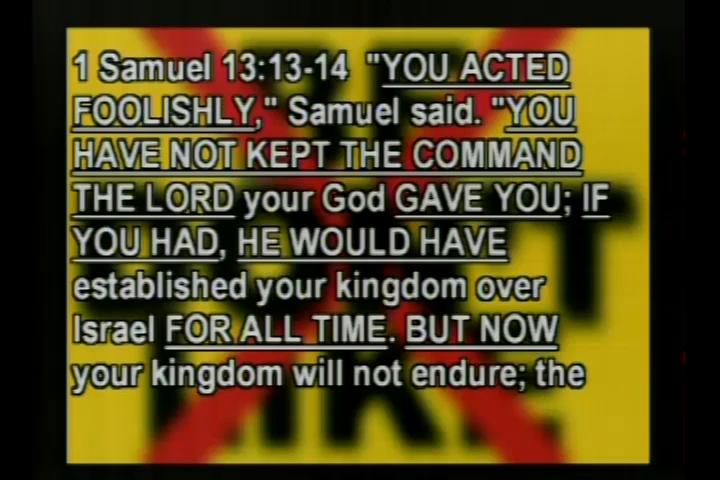 1 Samuel 13:13-14 "YOU ACTED
FOOLISHLY," Samuel said. "YOU
HAVE NOT KEPT THE COMMAND
THE LORD your God GAVE YOU; IF
YOU HAD, HE WOULD HAVE
established your kingdom over
Israel FOR ALL TIME. BUT NOW
your kingdom will not endure; the